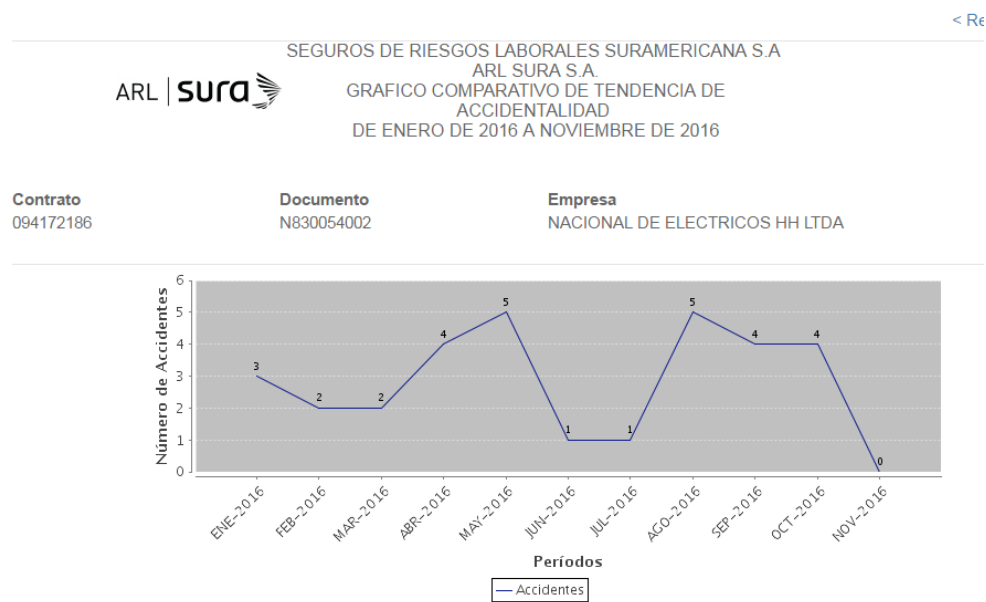 < Re
SEGUROS DE RIESGOS LABORALES SURAMERICANA S.A
ARL SURA S.A.
GRAFICO COMPARATIVO DE TENDENCIA DE
ACCIDENTALIDAD
DE ENERO DE 2016 A NOVIEMBRE DE 2016
ARL | sura
Contrato Documento Empresa
094172186 N830054002 NACIONAL DE ELECTRICOS HH LTDA
Número de Accidentes
6
5
4
3
2
1
0
3 2 2 4 5 1 1 5 4 4 0
ENE-2016 FEB-2016 MAR-2016 ABR-2016 MAY-2016 JUN-2016 JUL-2016 AGO-2016 SEP-2016 OCT-2016 NOV-2016
Períodos
Accidentes